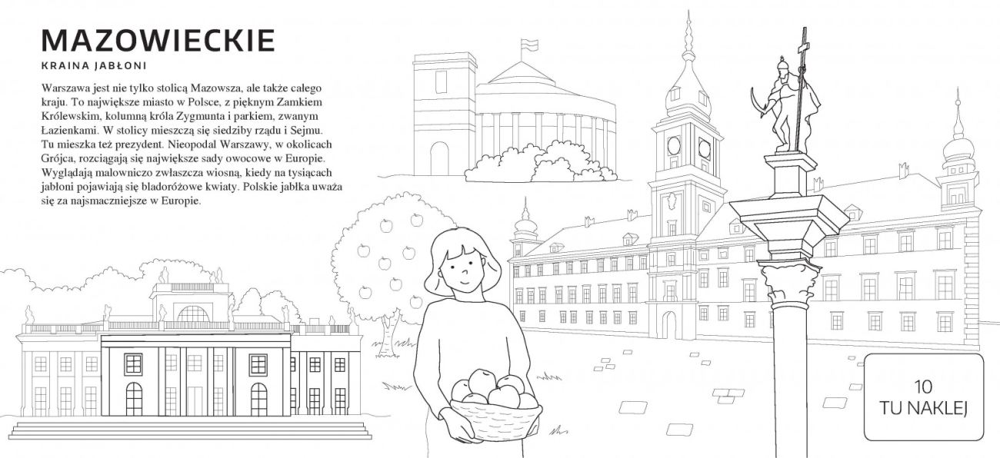 MAZOWIECKIE
KRAINA JABŁONI
Warszawa jest nie tylko stolicą Mazowsza, ale także całego
kraju. To największe miasto w Polsce, z pięknym Zamkiem
Królewskim, kolumną króla Zygmunta i parkiem, zwanym
Łazienkami. W stolicy mieszczą się siedziby rządu i Sejmu.
Tu mieszka też prezydent. Nieopodal Warszawy, w okolicach
Grójca, rozciągają się największe sady owocowe w Europie.
Wyglądają malowniczo zwłaszcza wiosną, kiedy na tysiącach
jabłoni pojawiają się bladoróżowe kwiaty. Polskie jabłka uważa
się za najsmaczniejsze w Europie.
10
TU NAKLEJ